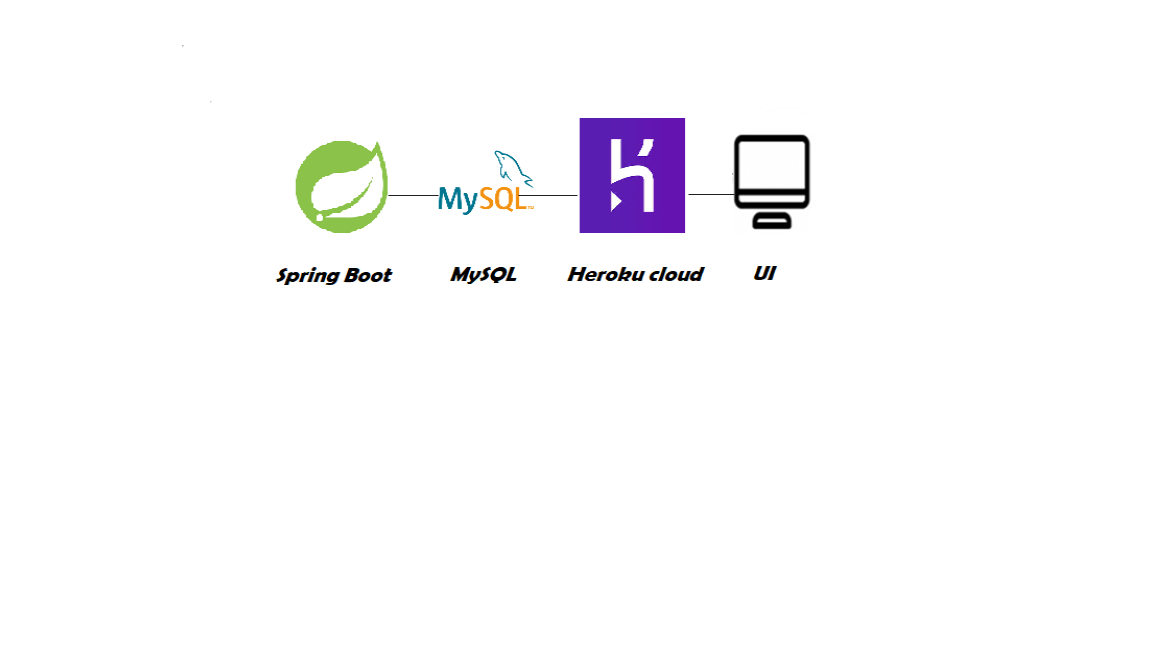 MySQL
Spring Boot
MySQL
Heroku cloud
UI